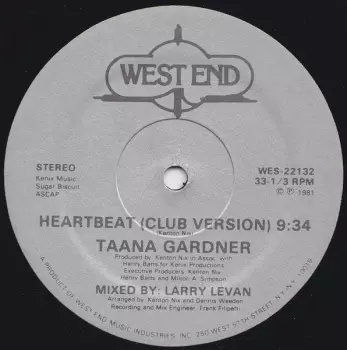 WEST END
STEREO
Kenix Music
Sugar Biscuit
ASCAP
WES-22132
33-1/3 RPM
© ℗ 1981
HEARTBEAT (CLUB VERSION) 9:34
(Kenton Nix)
TAANA GARDNER
Produced by Kenton Nix in Assoc. with
Henry Batts for Kenix Productions
Executive Producers: Kenton Nix,
Henry Batts and Milton A. Simpson
MIXED BY: LARRY LEVAN
Arranged by Kenton Nix and Dennis Weeden
Recording and Mix Engineer: Frank Filipetti
A PRODUCT OF WEST END MUSIC INDUSTRIES, INC. 250 WEST 57TH STREET, N.Y., N.Y. 10019